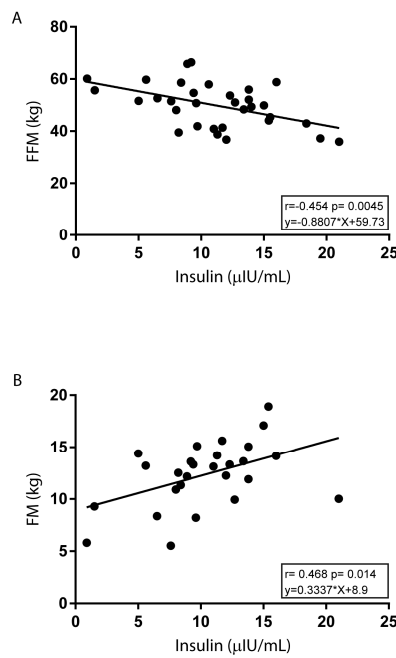 A
80
60
40
20
0
FFM (kg)
0 5 10 15 20 25
Insulin (μIU/mL)
r=-0.454 p= 0.0045
y=-0.8807*X+59.73
B
20
15
10
5
0
FM (kg)
0 5 10 15 20 25
Insulin (μIU/mL)
r= 0.468 p= 0.014
y=0.3337*X+8.9